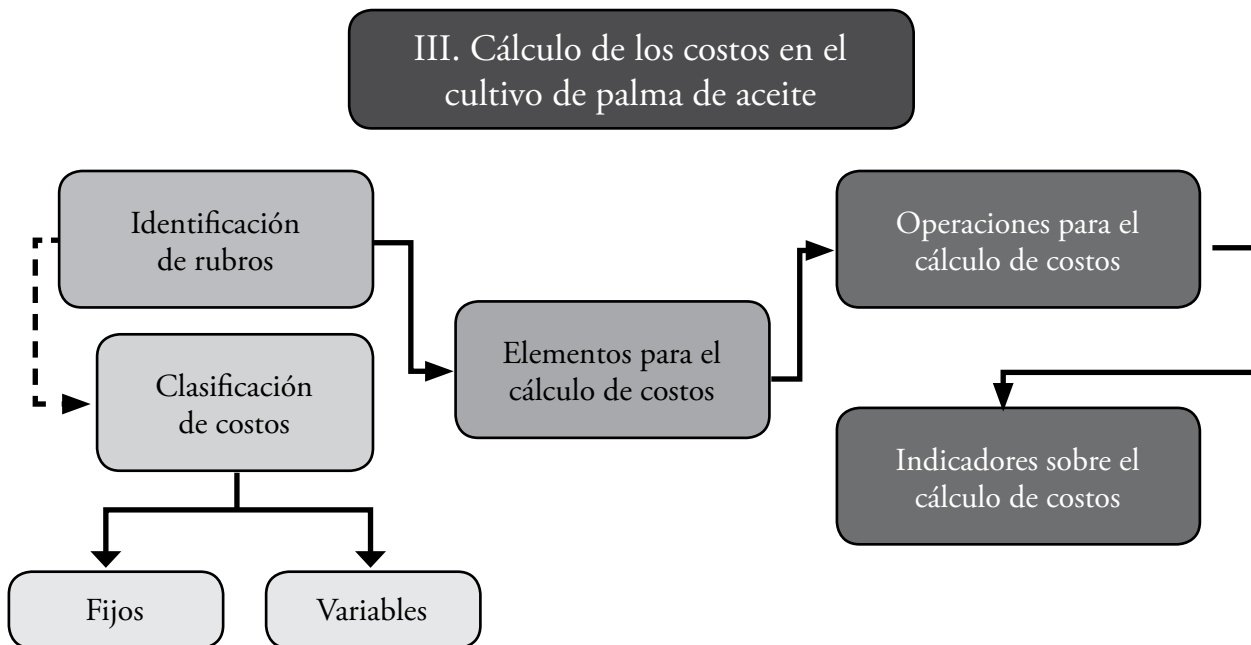 III. Cálculo de los costos en el
cultivo de palma de aceite
Identificación
de rubros
Clasificación
de costos
Fijos
Variables
Elementos para el
cálculo de costos
Operaciones para el
cálculo de costos
Indicadores sobre el
cálculo de costos